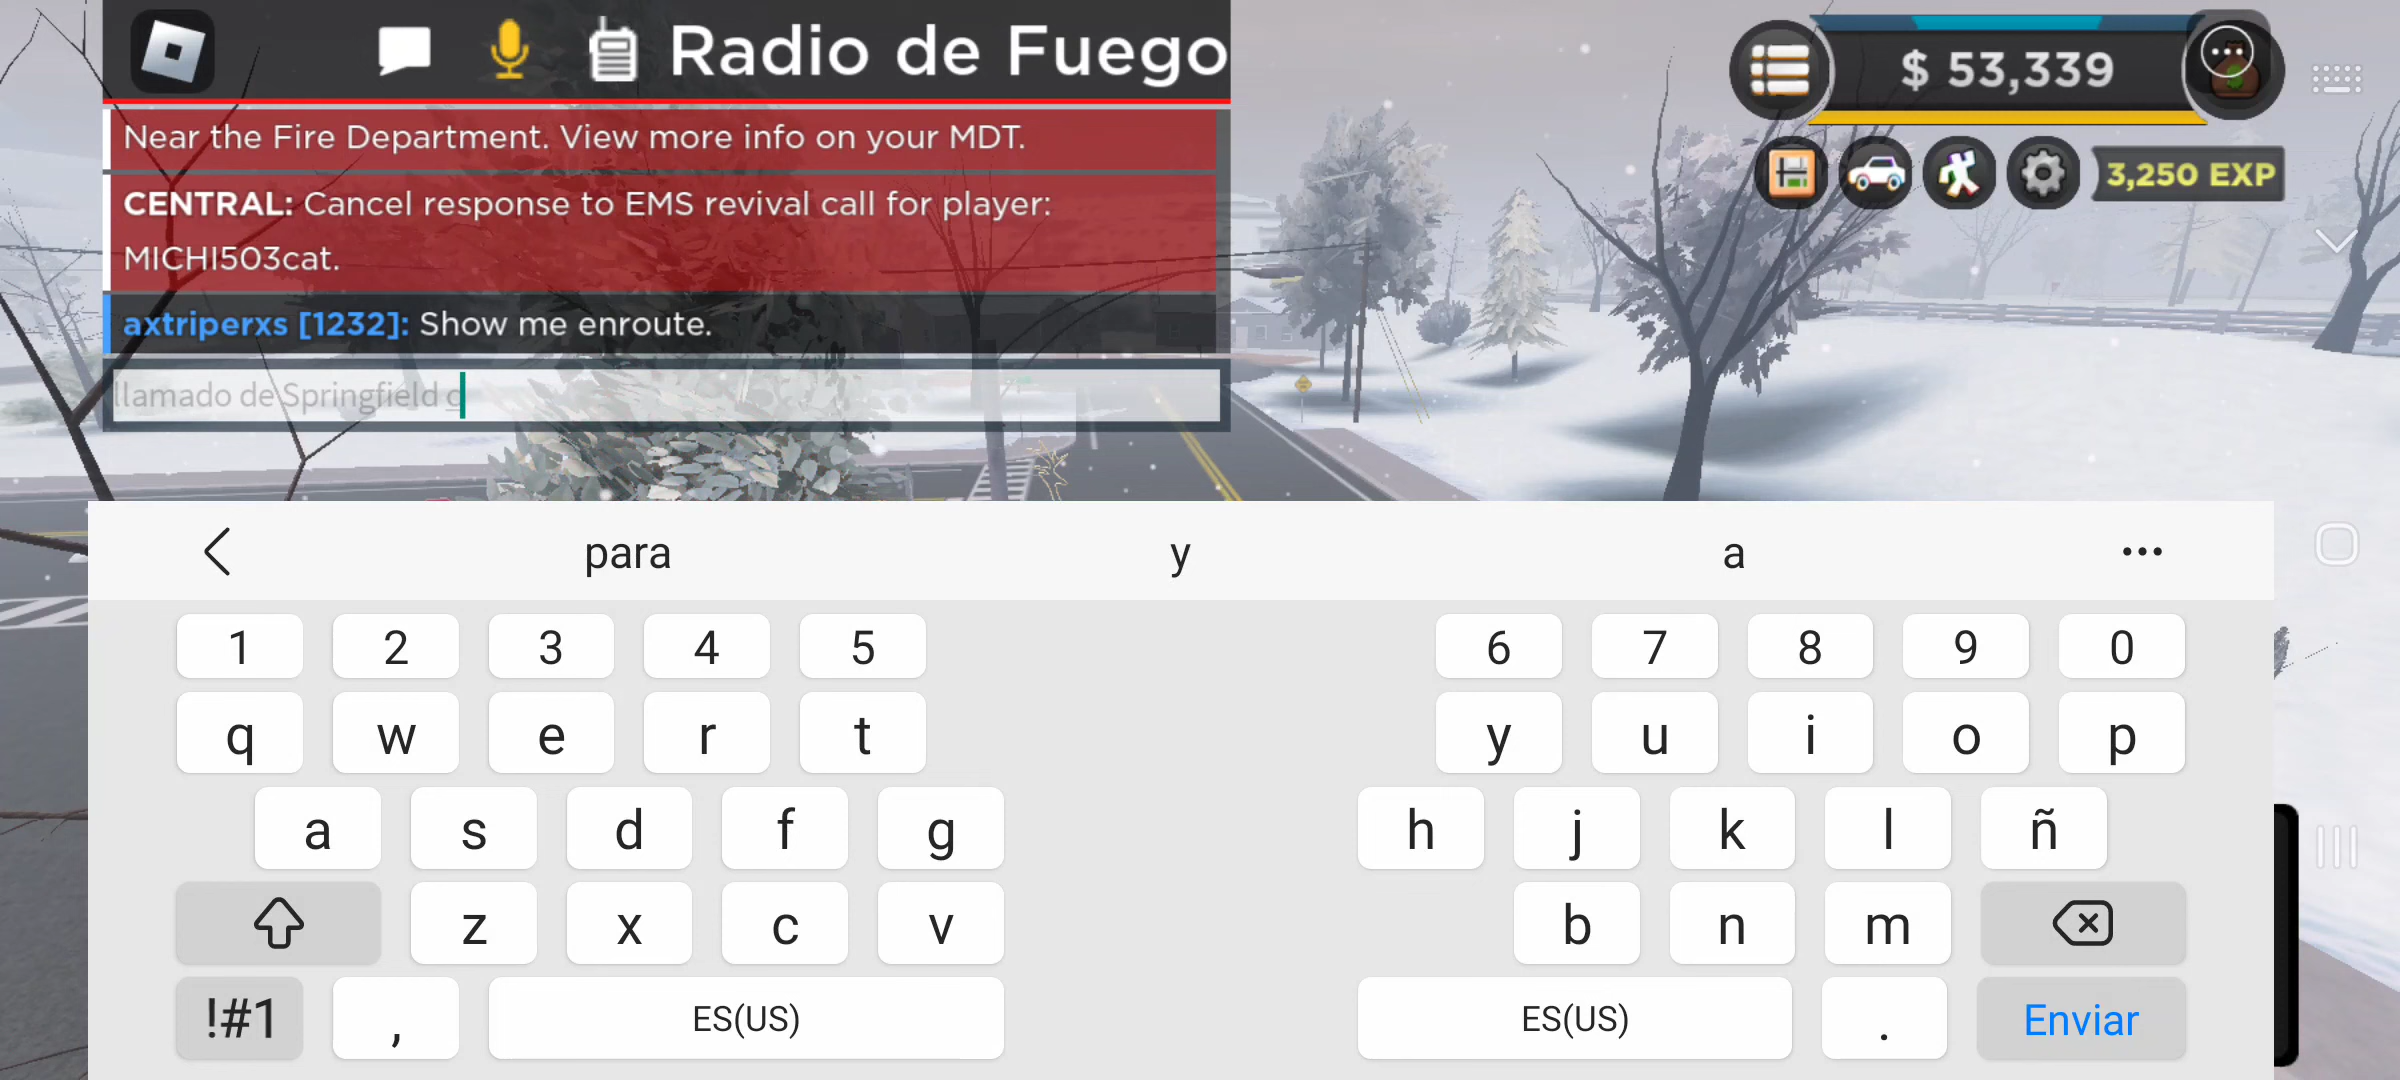 Radio de Fuego
$ 53,339
3,250 EXP
Near the Fire Department. View more info on your MDT.
CENTRAL: Cancel response to EMS revival call for player:
MICHI503cat.
axtriperxs [1232]: Show me enroute.
llamado de Springfield
para y a
1 2 3 4 5 6 7 8 9 0
q w e r t y u i o p
a s d f g h j k l ñ
z x c v b n m
!#1 , ES(US) ES(US) . Enviar